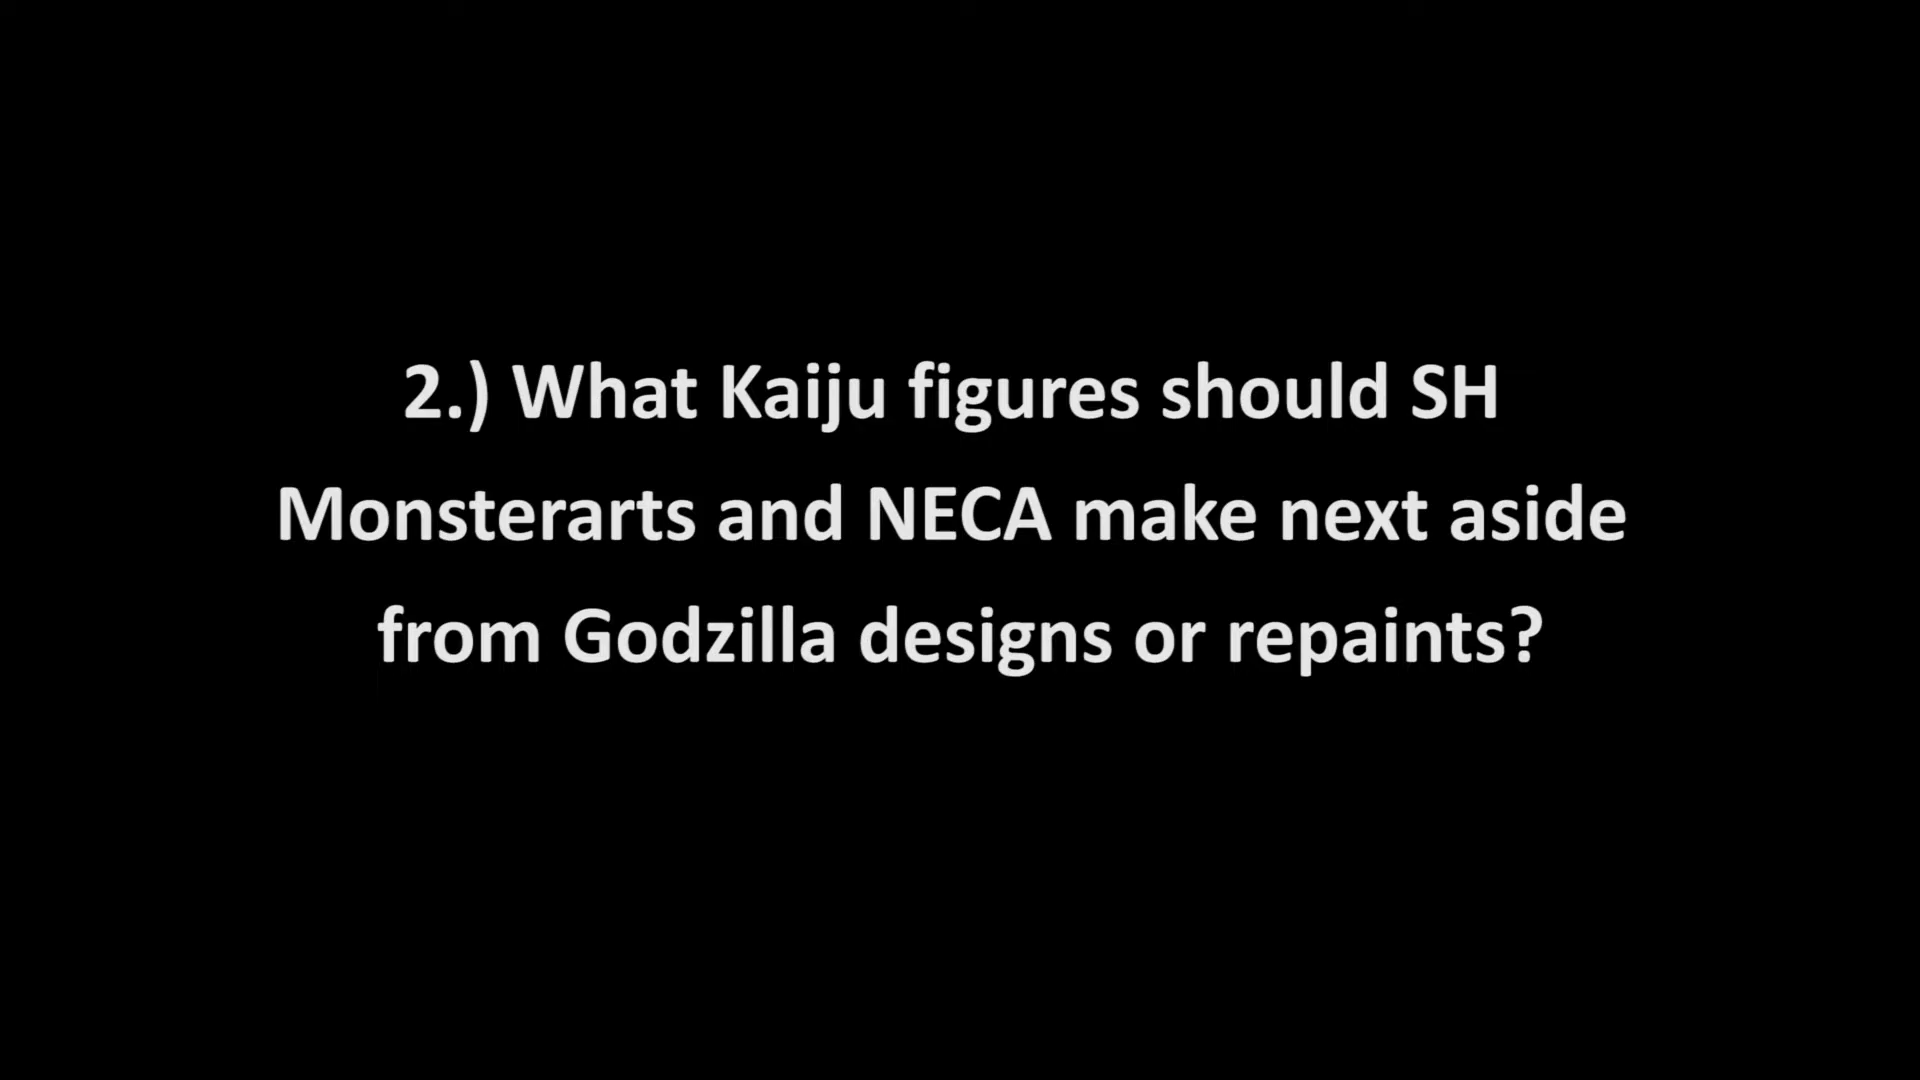 2.) What Kaiju figures should SH
Monsterarts and NECA make next aside
from Godzilla designs or repaints?